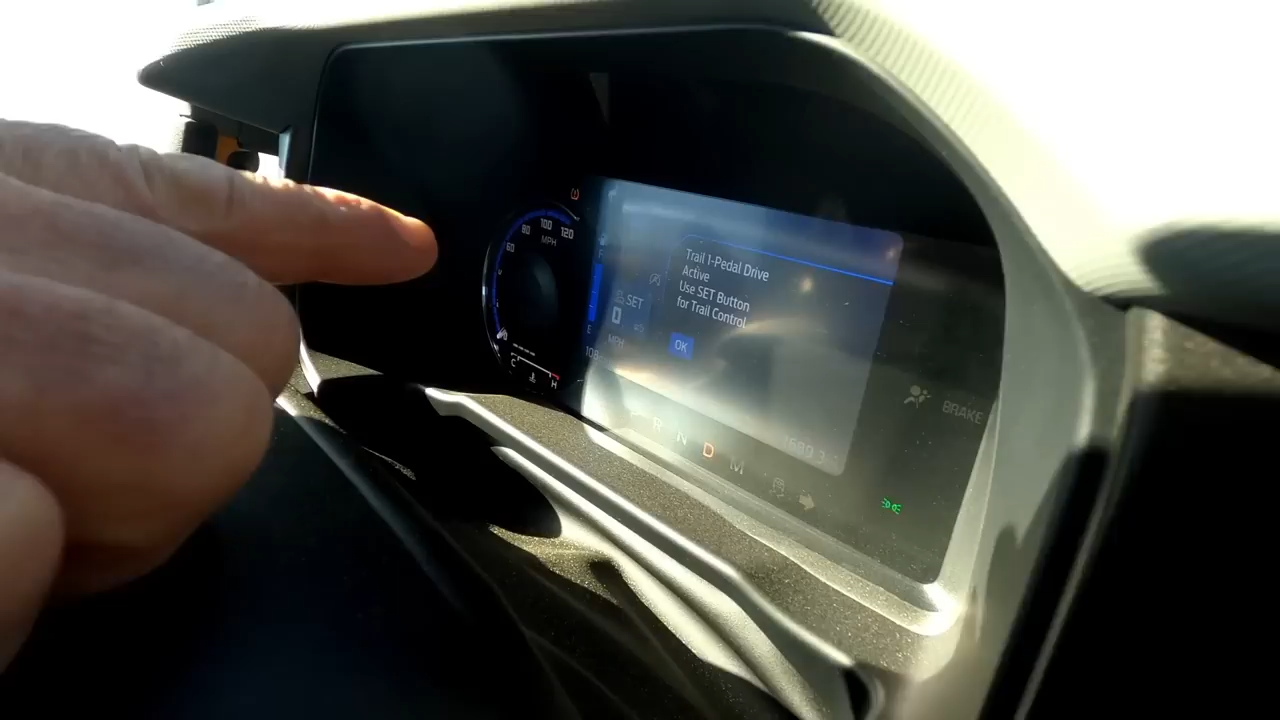 80 100 120
MPH
60
Trail 1-Pedal Drive
Active
Use SET Button
for Trail Control
OK
F
SET
E
MPH
108
C H
R N D M
BRAKE